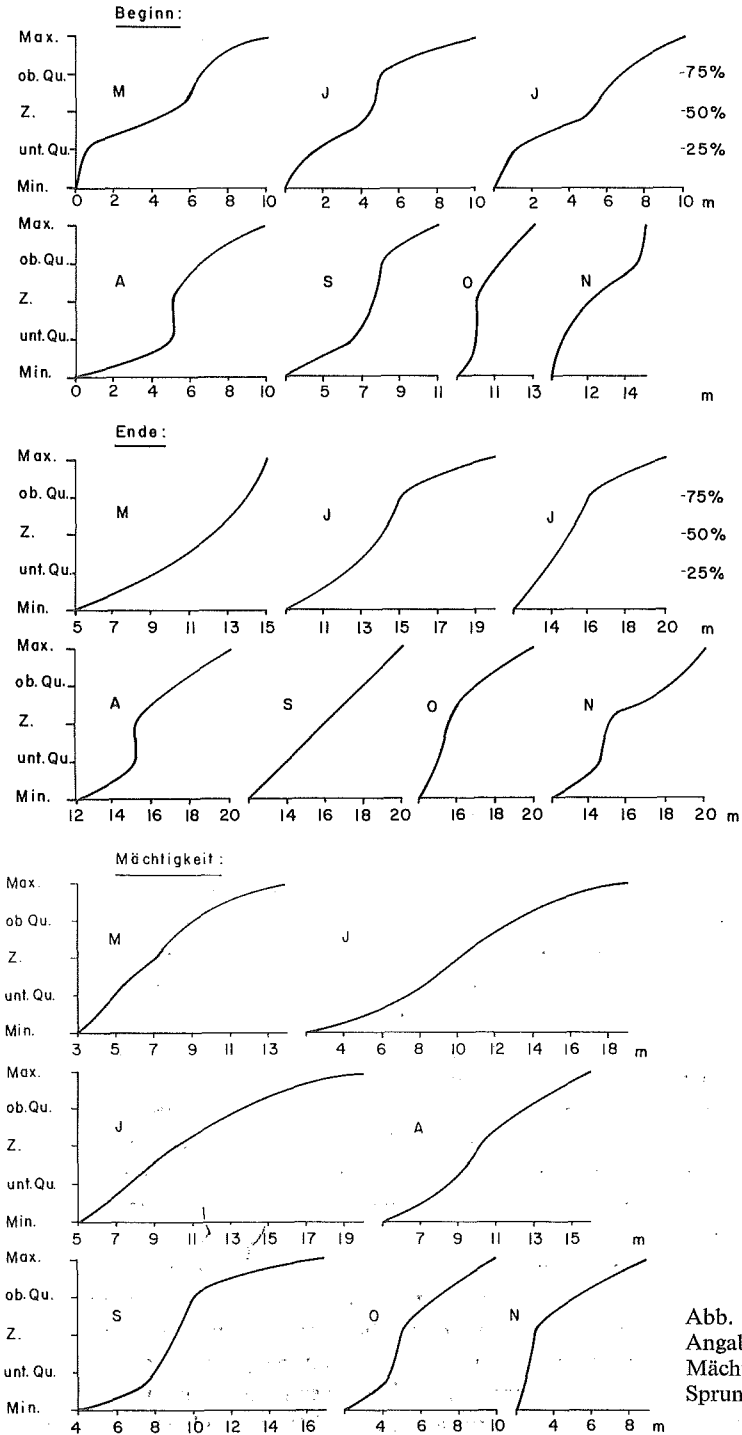 Beginn:
Max.
ob. Qu.
Z.
unt. Qu.
Min.
M
J
J
-75%
-50%
-25%
0 2 4 6 8 10
2 4 6 8 10
2 4 6 8 10 m
Max.
ob. Qu.
Z.
unt. Qu.
Min.
A
S
O
N
0 2 4 6 8 10
5 7 9 11
11 13
12 14 m
Ende:
Max.
ob. Qu.
Z.
unt. Qu.
Min.
M
J
J
-75%
-50%
-25%
5 7 9 11 13 15
11 13 15 17 19
14 16 18 20 m
Max.
ob. Qu.
Z.
unt. Qu.
Min.
A
S
O
N
12 14 16 18 20
14 16 18 20
16 18 20
14 16 18 20 m
Mächtigkeit:
Max.
ob Qu.
Z.
unt. Qu.
Min.
M
J
3 5 7 9 11 13
4 6 8 10 12 14 16 18 m
Max.
ob. Qu.
Z.
unt. Qu.
Min.
J
A
5 7 9 11 13 15 17 19
7 9 11 13 15 m
Max.
ob. Qu.
Z.
unt. Qu.
Min.
S
O
N
4 6 8 10 12 14 16
4 6 8 10
4 6 8 m
Abb.
Angab
Mäch
Sprun